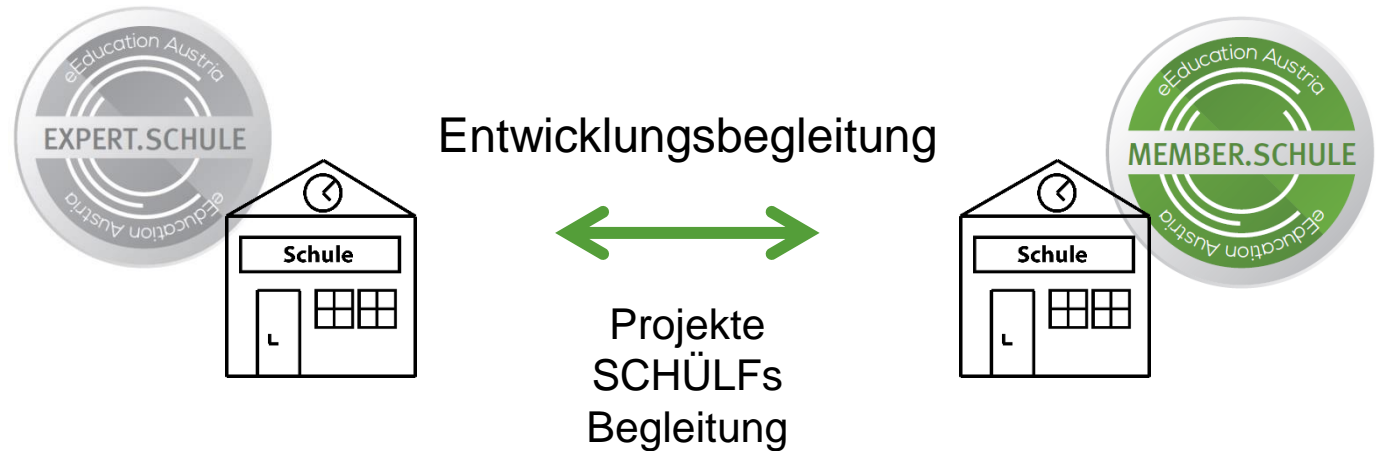 eEducation Austria
EXPERT.SCHULE
eEducation Austria
Schule
Entwicklungsbegleitung
Projekte
SCHÜLFs
Begleitung
eEducation Austria
MEMBER.SCHULE
eEducation Austria
Schule